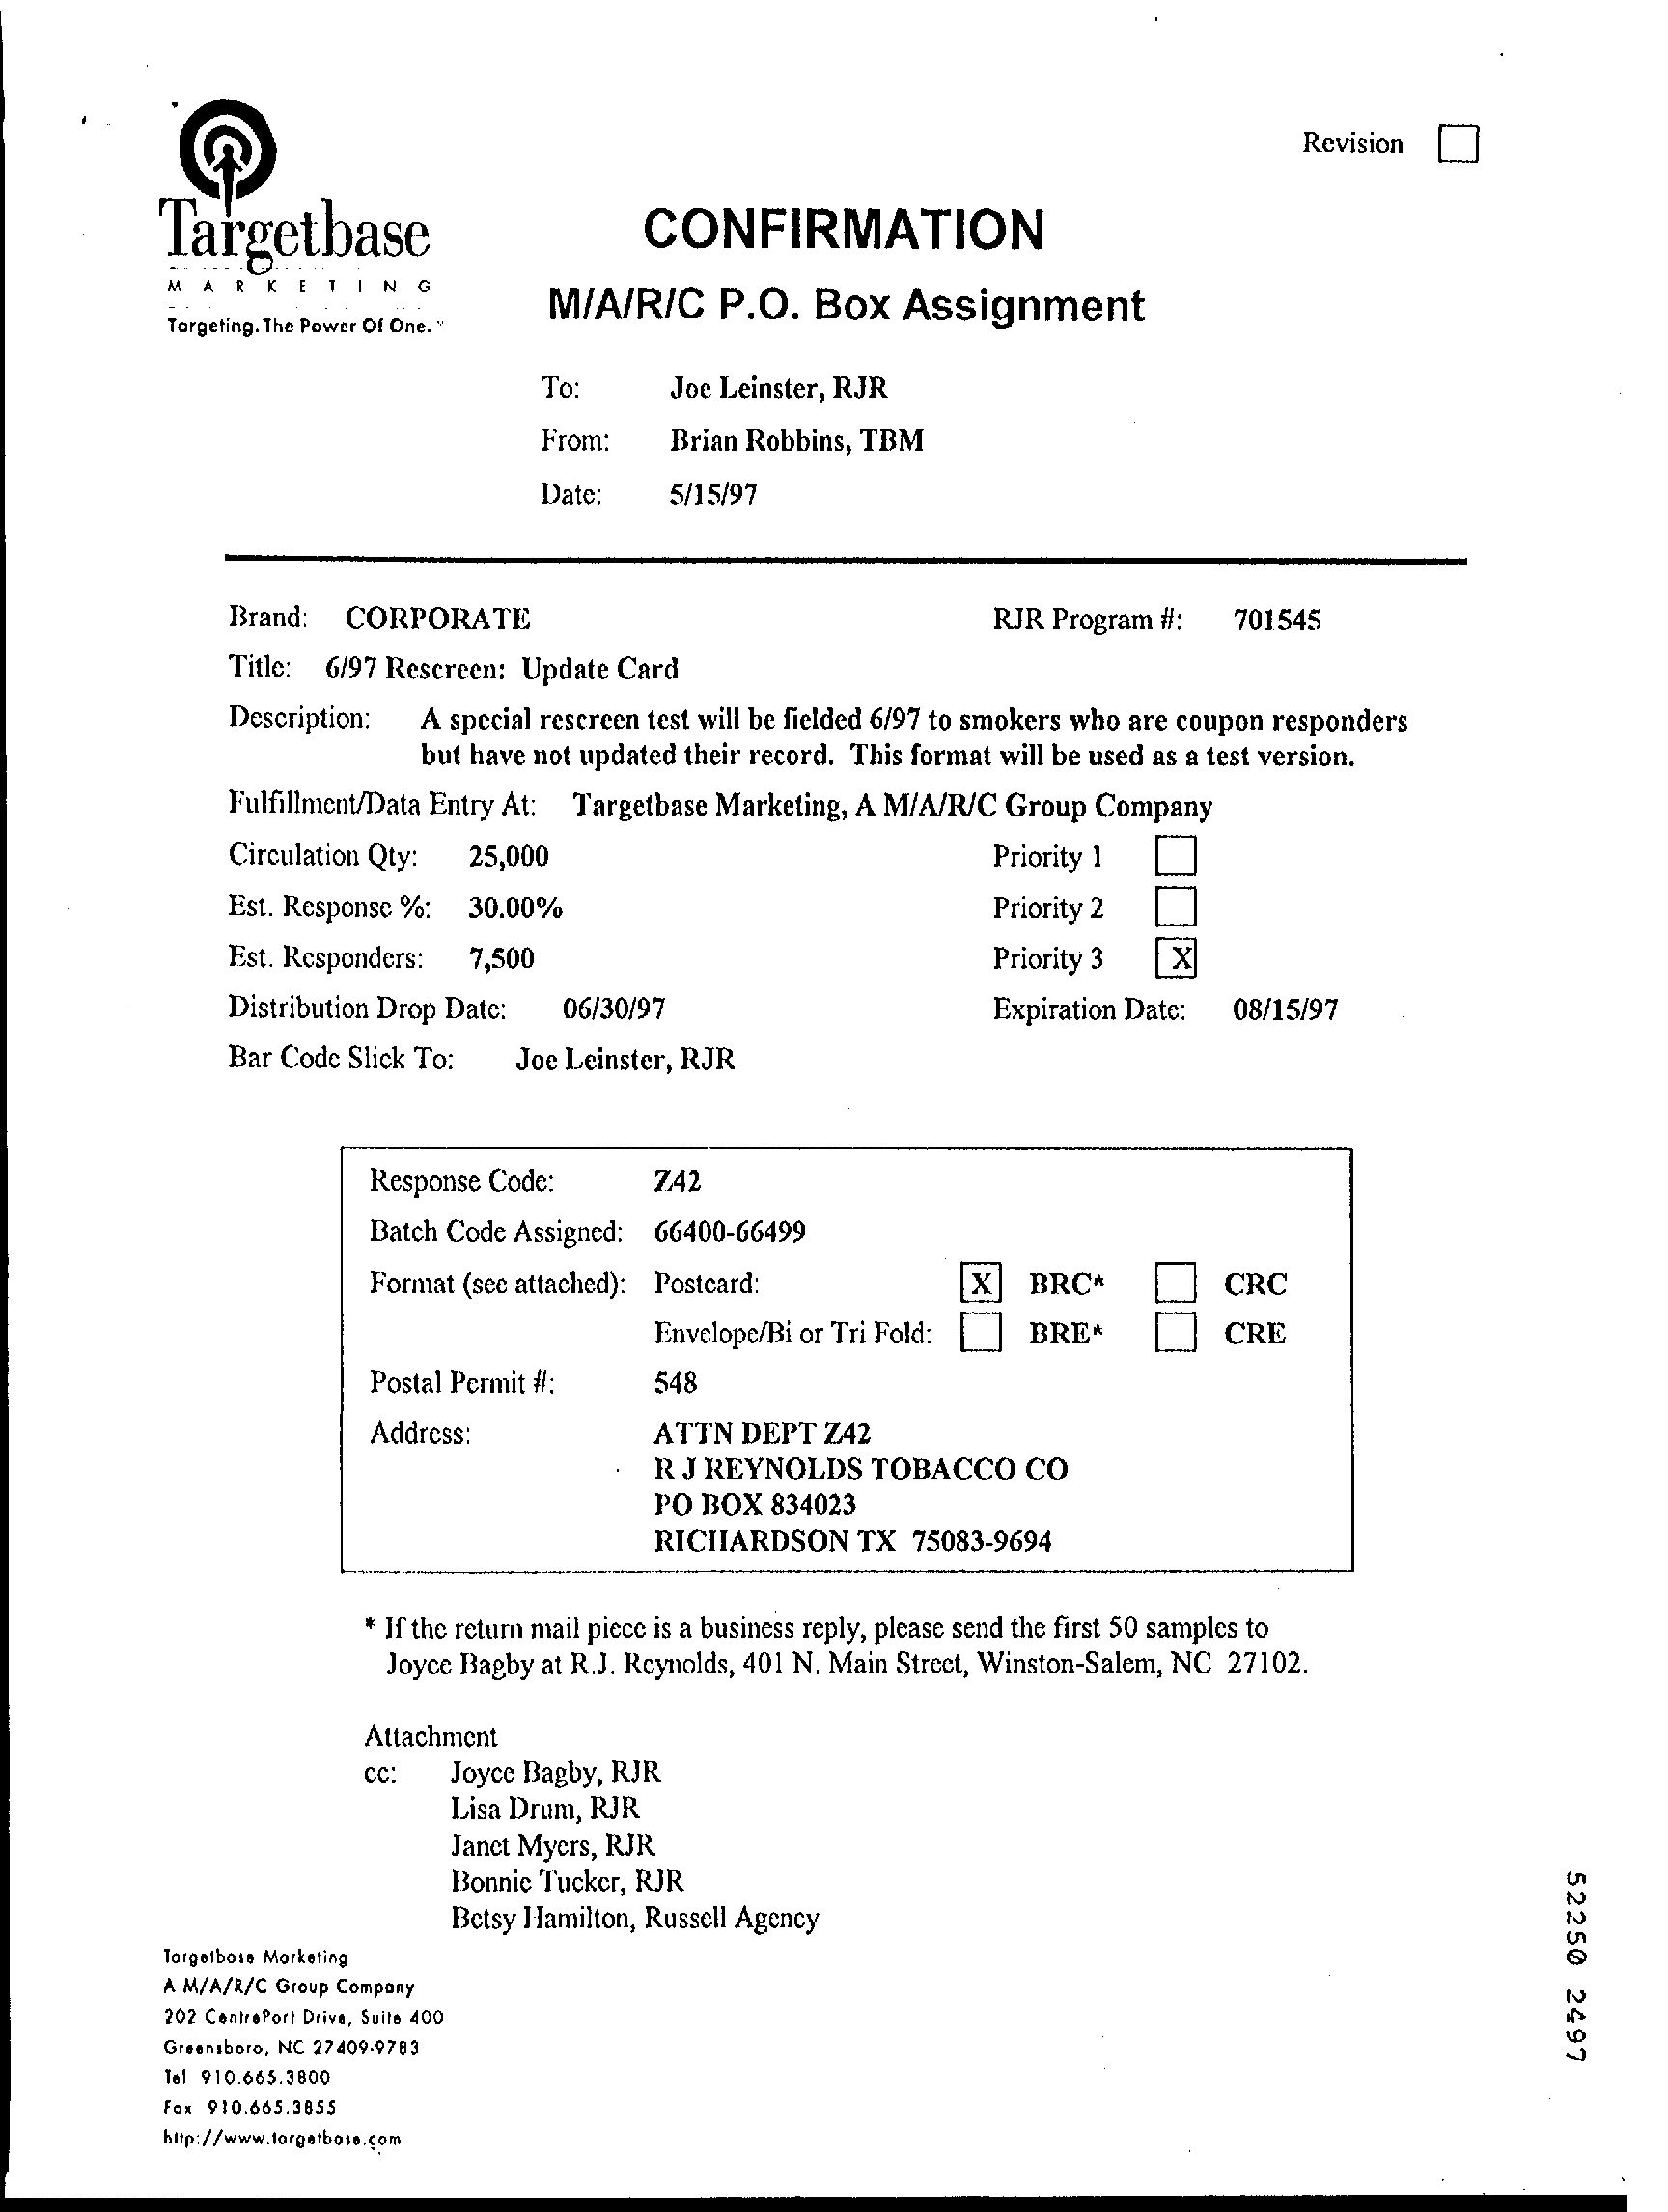 Revision
Targetbase
MARKETING
Targeting. The Power Of One.
CONFIRMATION
M/A/R/C P.O. Box Assignment
To: Joe Leinster, RJR
From: Brian Robbins, TBM
Date: 5/15/97
Brand: CORPORATE RJR Program #: 701545
Title: 6/97 Rescreen: Update Card
Description: A special rescreen test will be fielded 6/97 to smokers who are coupon responders
but have not updated their record. This format will be used as a test version.
Fulfillment/Data Entry At: Targetbase Marketing, A M/A/R/C Group Company
Circulation Qty: 25,000 Priority 1
Est. Response %: 30.00% Priority 2
Est. Responders: 7,500 Priority 3 X
Distribution Drop Date: 06/30/97 Expiration Date: 08/15/97
Bar Code Slick To: Joe Leinster, RJR
Response Code: Z42
Batch Code Assigned: 66400-66499
Format (see attached): Postcard: X BRC* CRC
Envelope/Bi or Tri Fold: BRE* CRE
Postal Permit #: 548
Address: ATTN DEPT Z42
R J REYNOLDS TOBACCO CO
PO BOX 834023
RICHARDSON TX 75083-9694
* If the return mail piece is a business reply, please send the first 50 samples to
Joyce Bagby at R.J. Reynolds, 401 N. Main Street, Winston-Salem, NC 27102.
Attachment
cc: Joyce Bagby, RJR
Lisa Drum, RJR
Janet Myers, RJR
Bonnie Tucker, RJR
Betsy Hamilton, Russell Agency
Targetbase Marketing
A M/A/R/C Group Company
202 CentrePort Drive, Suite 400
Greensboro, NC 27409-9783
Tel 910.665.3800
Fax 910.665.3855
http://www.targetbase.com
52250 2497